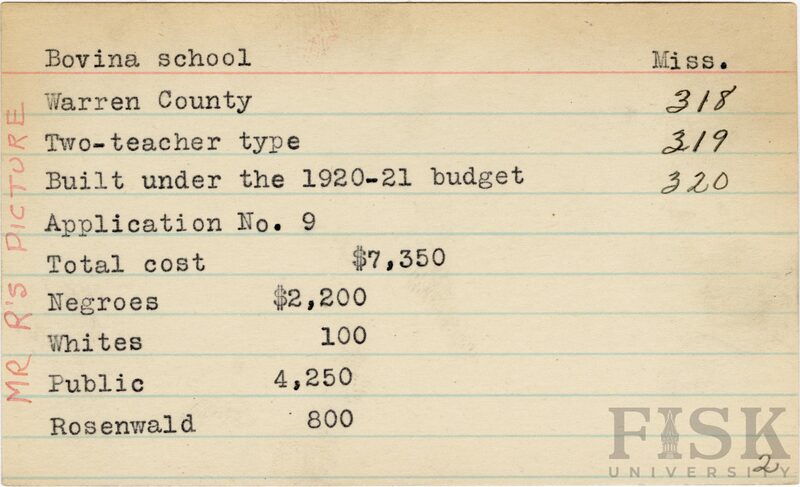 Bovina school Miss.
Warren County 318
Two-teacher type 319
Built under the 1920-21 budget 320
Application No. 9
Total cost $7,350
Negroes $2,200
Whites 100
Public 4,250
Rosenwald 800
MR R'S PICTURE
FISK
UNIVERSITY
2